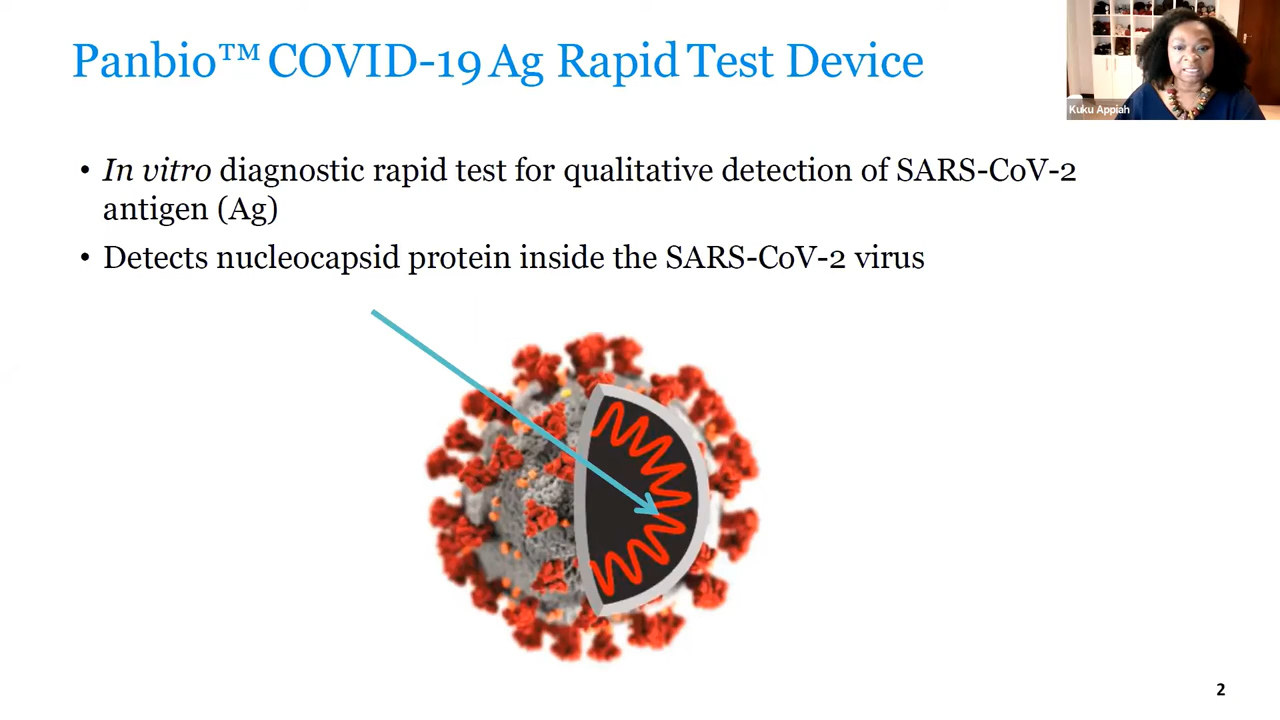 Panbio™ COVID-19 Ag Rapid Test Device
Kuku Appiah
• In vitro diagnostic rapid test for qualitative detection of SARS-CoV-2
antigen (Ag)
• Detects nucleocapsid protein inside the SARS-CoV-2 virus
2